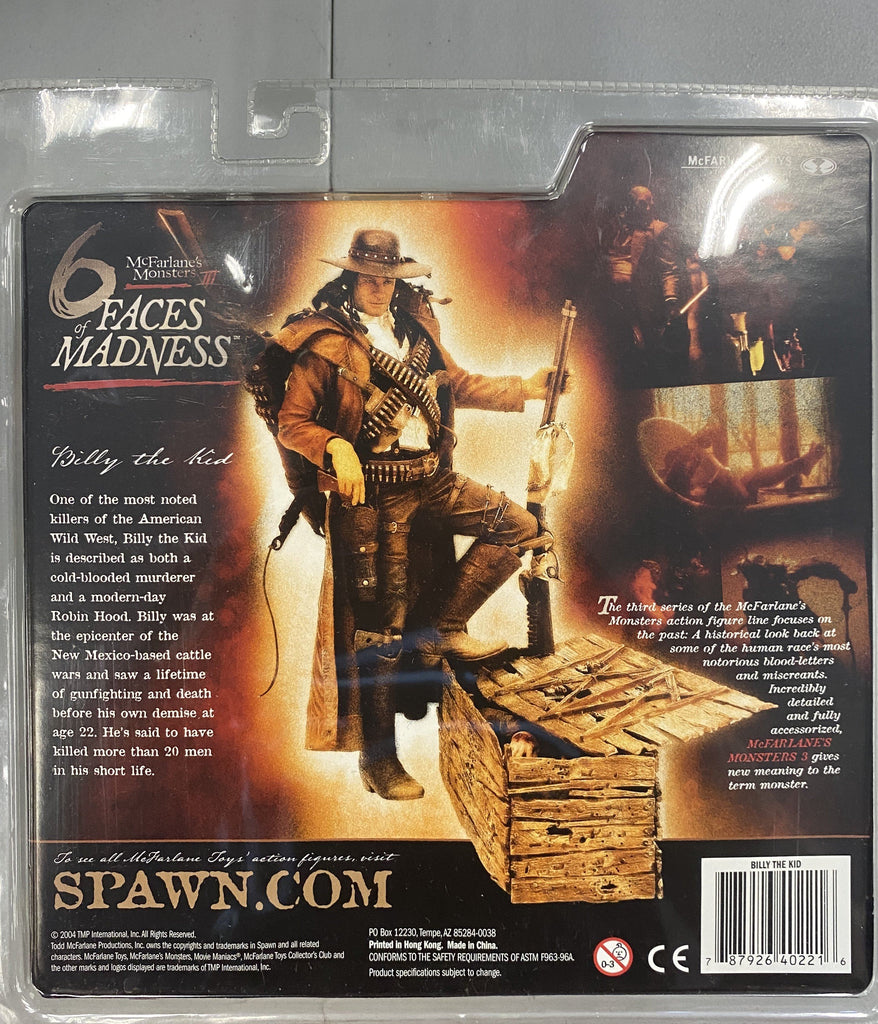 McFARLANE TOYS
6
McFarlane's
Monsters III
of FACES
MADNESS™
Billy the Kid
One of the most noted
killers of the American
Wild West, Billy the Kid
is described as both a
cold-blooded murderer
and a modern-day
Robin Hood. Billy was at
the epicenter of the
New Mexico-based cattle
wars and saw a lifetime
of gunfighting and death
before his own demise at
age 22. He's said to have
killed more than 20 men
in his short life.
The third series of the McFarlane's
Monsters action figure line focuses on
the past: A historical look back at
some of the human race's most
notorious blood-letters
and miscreants.
Incredibly
detailed
and fully
accessorized,
McFARLANE'S
MONSTERS 3 gives
new meaning to the
term monster.
To see all McFarlane Toys' action figures, visit
SPAWN.COM
© 2004 TMP International, Inc. All Rights Reserved.
Todd McFarlane Productions, Inc. owns the copyrights and trademarks in Spawn and all related
characters. McFarlane Toys, McFarlane's Monsters, Movie Maniacs®, McFarlane Toys Collector's Club and
the other marks and logos displayed are trademarks of TMP International, Inc.
PO Box 12230, Tempe, AZ 85284-0038
Printed in Hong Kong. Made in China.
CONFORMS TO THE SAFETY REQUIREMENTS OF ASTM F963-96A.
Product specifications subject to change.
0-3
CE
BILLY THE KID
7 87926 40221 6